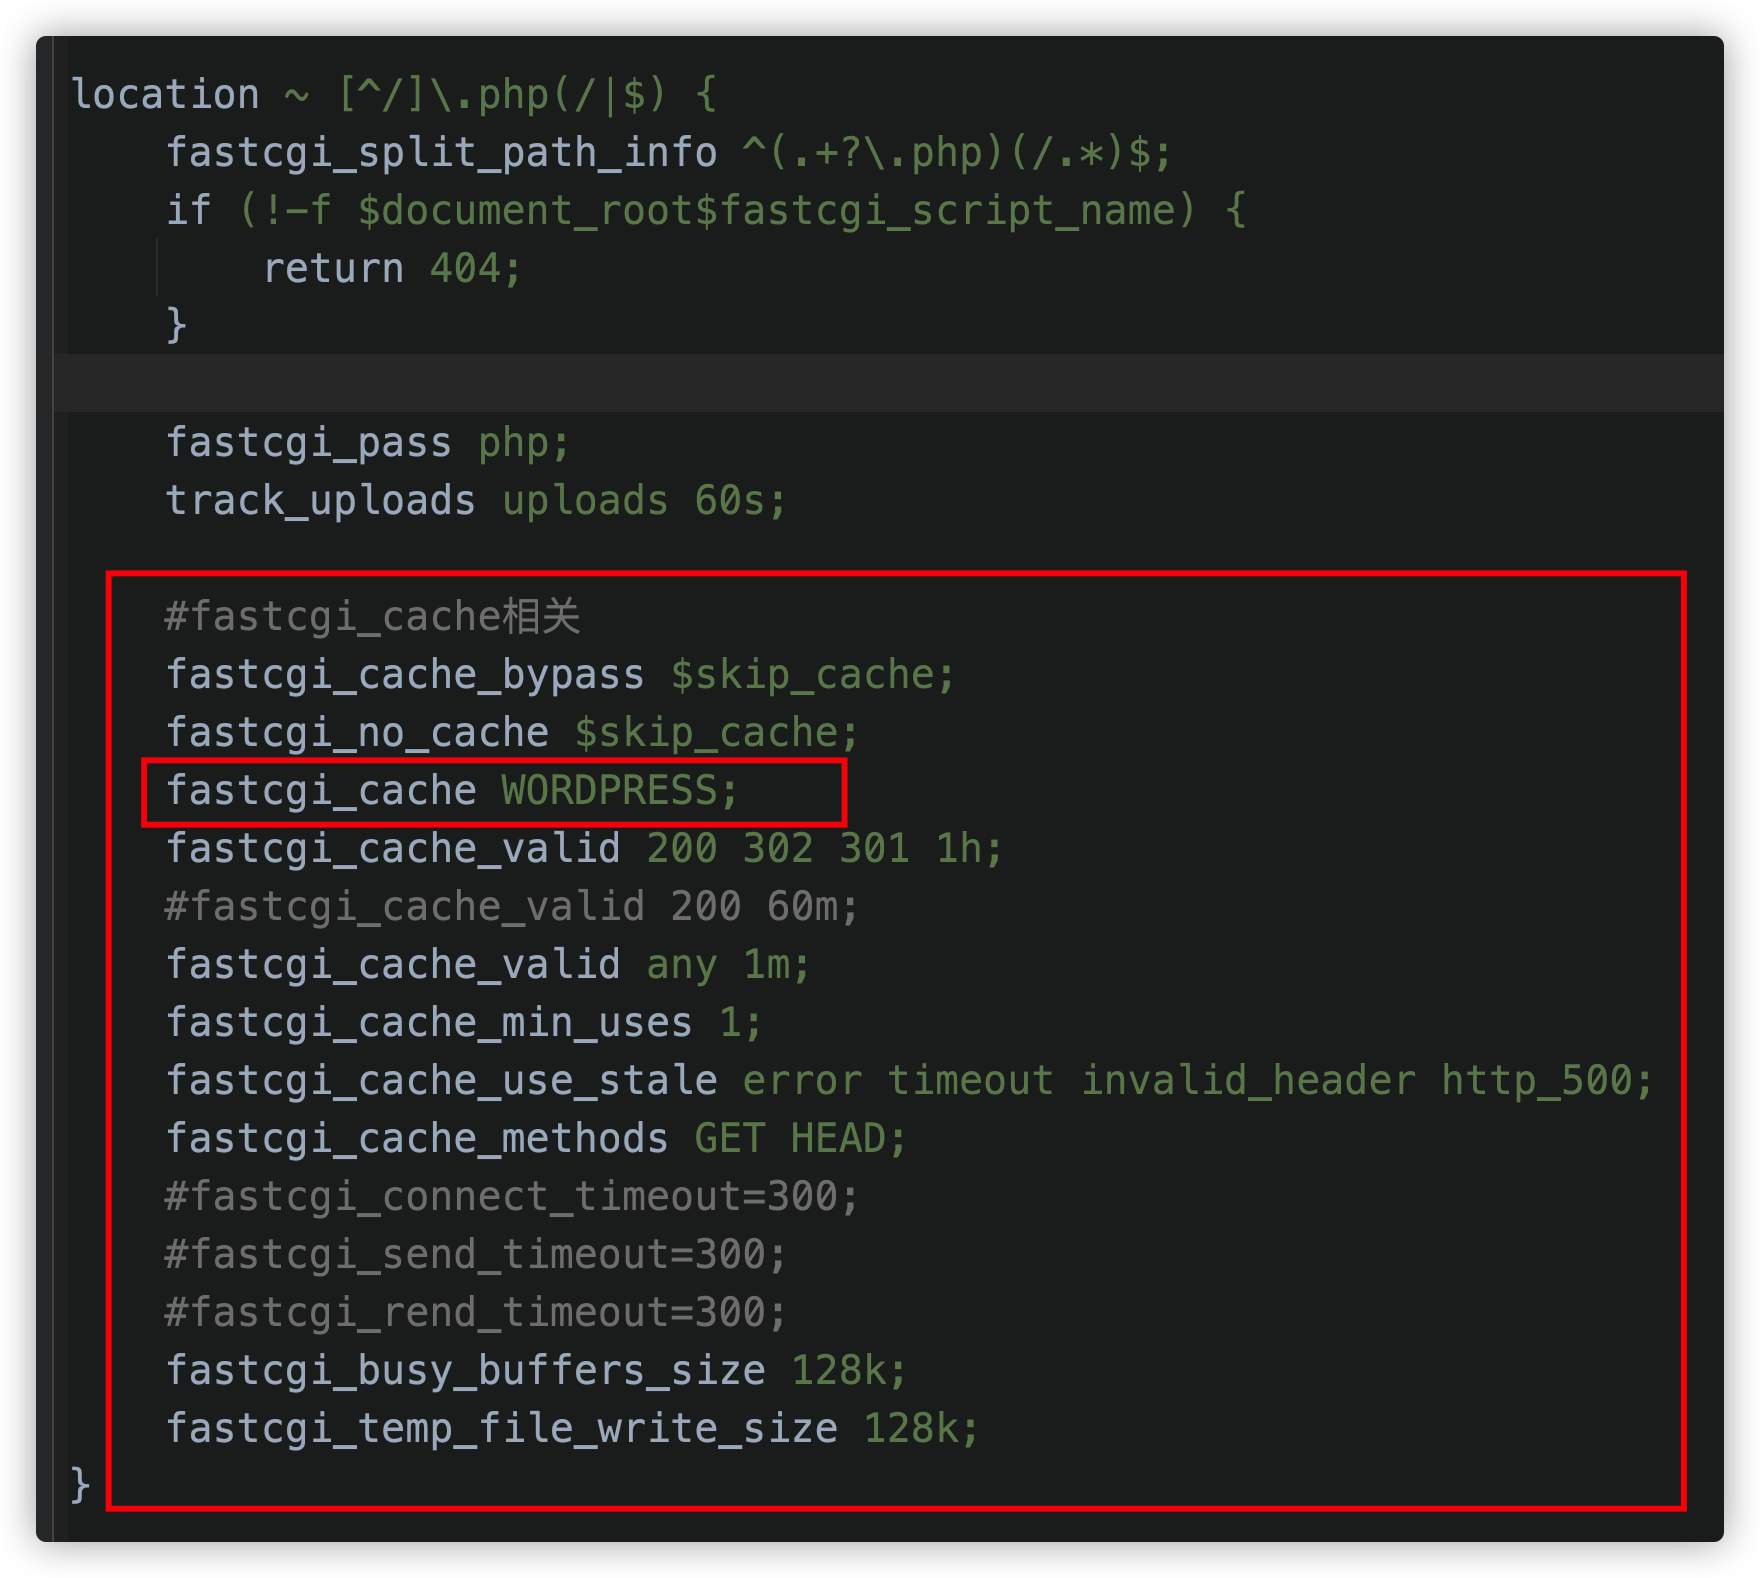 location ~ [^/]\.php(/|$) {
fastcgi_split_path_info ^(.+?\.php)(/.*)$;
if (!-f $document_root$fastcgi_script_name) {
return 404;
}
fastcgi_pass php;
track_uploads uploads 60s;
#fastcgi_cache相关
fastcgi_cache_bypass $skip_cache;
fastcgi_no_cache $skip_cache;
fastcgi_cache WORDPRESS;
fastcgi_cache_valid 200 302 301 1h;
#fastcgi_cache_valid 200 60m;
fastcgi_cache_valid any 1m;
fastcgi_cache_min_uses 1;
fastcgi_cache_use_stale error timeout invalid_header http_500;
fastcgi_cache_methods GET HEAD;
#fastcgi_connect_timeout=300;
#fastcgi_send_timeout=300;
#fastcgi_rend_timeout=300;
fastcgi_busy_buffers_size 128k;
fastcgi_temp_file_write_size 128k;
}